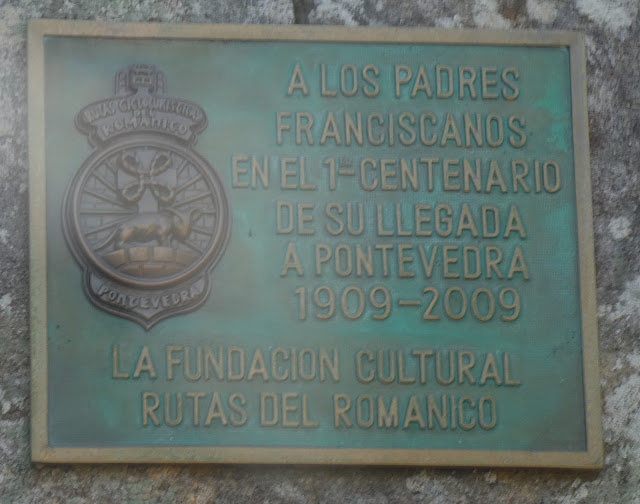 A LOS PADRES
FRANCISCANOS
EN EL 1ER CENTENARIO
DE SU LLEGADA
A PONTEVEDRA
1909-2009
LA FUNDACION CULTURAL
RUTAS DEL ROMANICO
ROMANICO
PONTEVEDRA